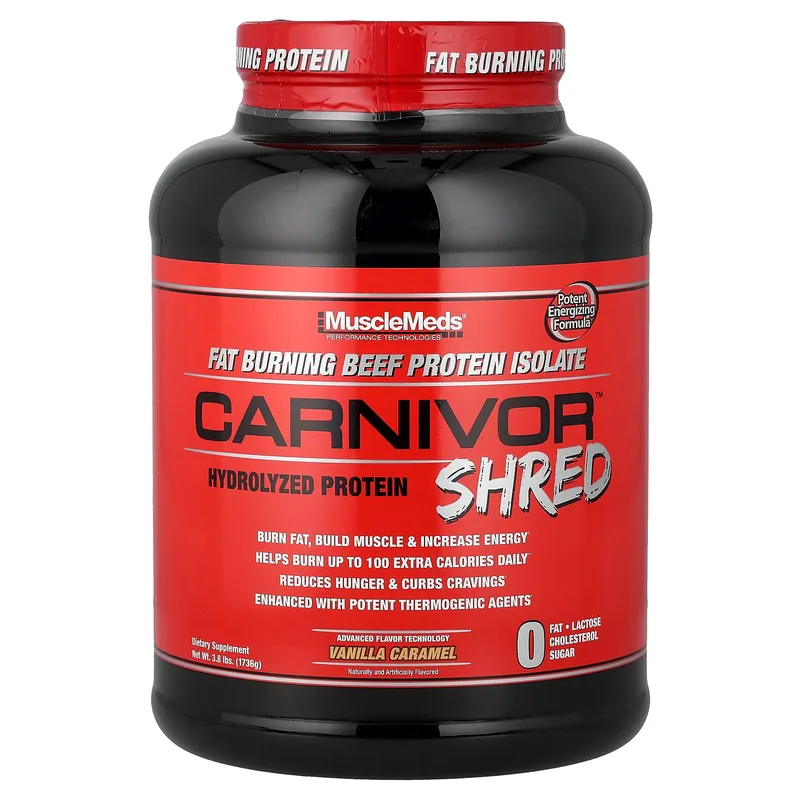 NING PROTEIN
FAT BURNING PRO
Potent
Energizing
Formula
MuscleMeds®
PERFORMANCE TECHNOLOGIES
FAT BURNING BEEF PROTEIN ISOLATE
CARNIVOR™
SHRED
HYDROLYZED PROTEIN
BURN FAT, BUILD MUSCLE & INCREASE ENERGY*
HELPS BURN UP TO 100 EXTRA CALORIES DAILY*
REDUCES HUNGER & CURBS CRAVINGS*
ENHANCED WITH POTENT THERMOGENIC AGENTS*
Dietary Supplement
Net Wt. 3.8 lbs. (1736g)
ADVANCED FLAVOR TECHNOLOGY
VANILLA CARAMEL
Naturally and Artificially Flavored
0
FAT • LACTOSE
CHOLESTEROL
SUGAR